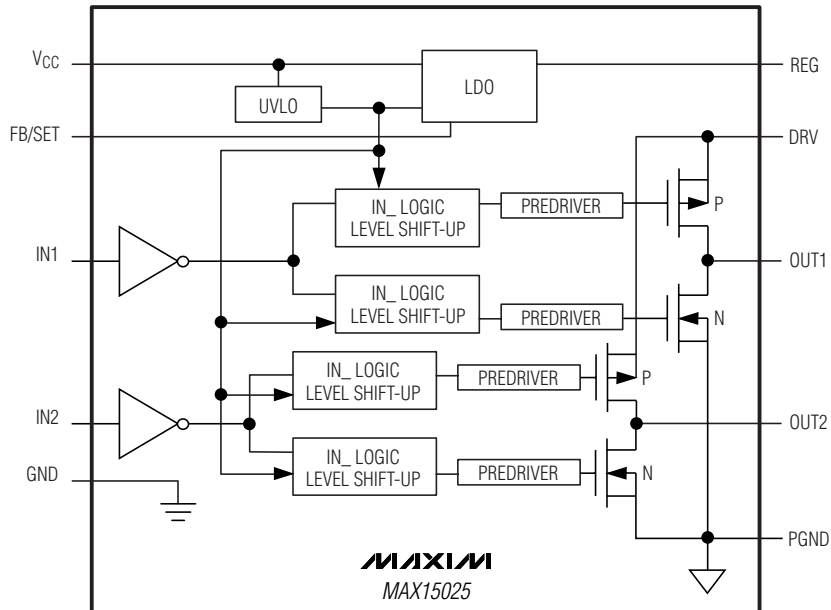 VCC
LDO
REG
UVLO
FB/SET
DRV
IN_ LOGIC
LEVEL SHIFT-UP
PREDRIVER
P
IN1
OUT1
IN_ LOGIC
LEVEL SHIFT-UP
PREDRIVER
N
IN_ LOGIC
LEVEL SHIFT-UP
PREDRIVER
P
IN2
OUT2
IN_ LOGIC
LEVEL SHIFT-UP
PREDRIVER
N
GND
PGND
MAXIM
MAX15025